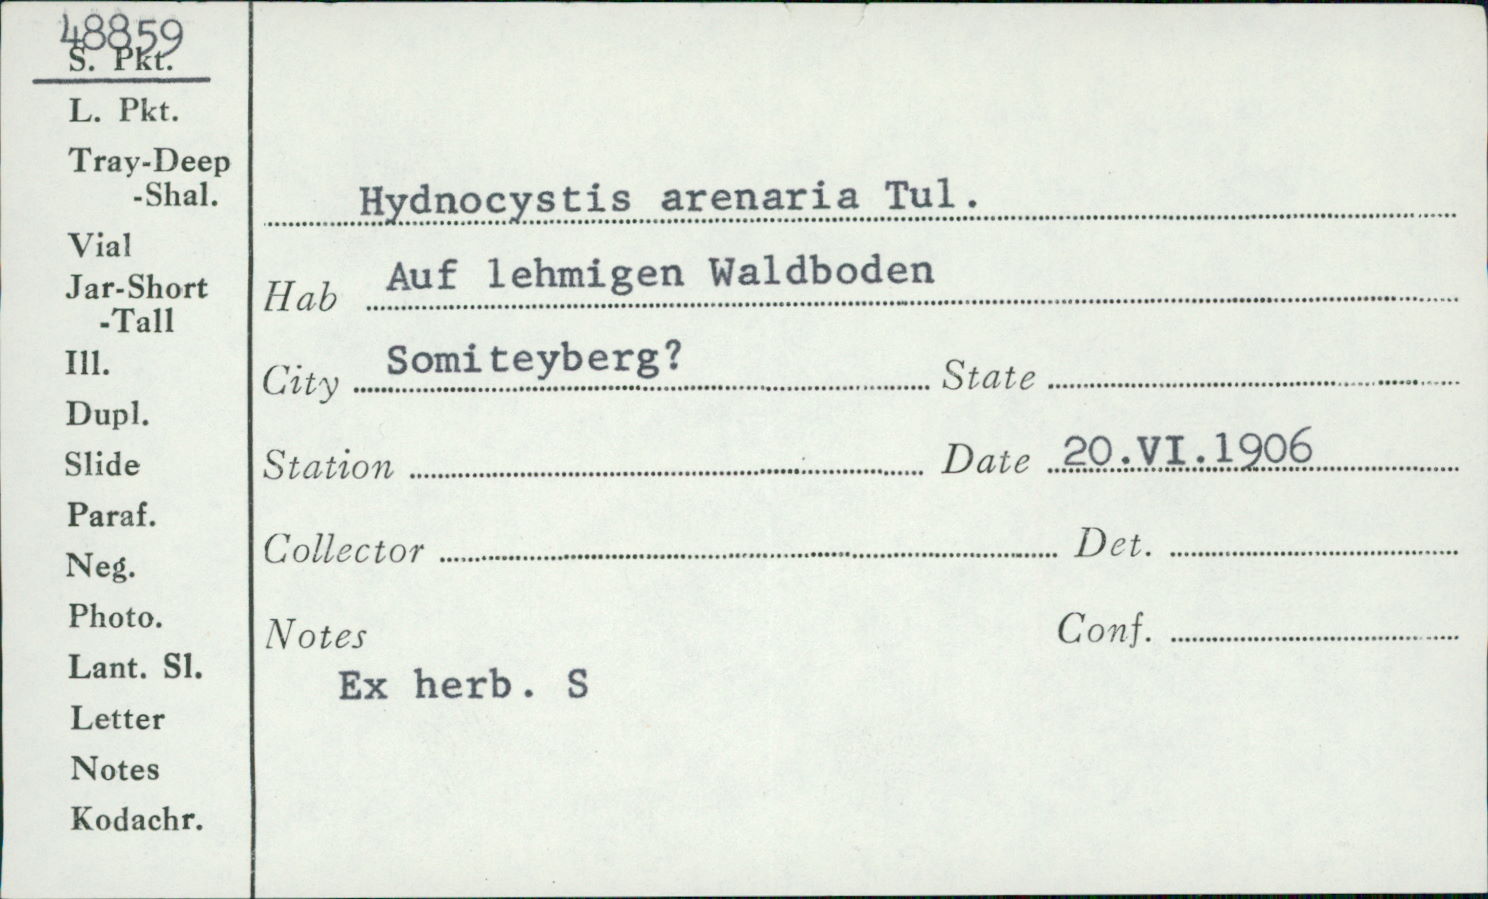 48859
S. Pkt.
L. Pkt.
Tray-Deep
-Shal.
Vial
Jar-Short
-Tall
Ill.
Dupl.
Slide
Paraf.
Neg.
Photo.
Lant. Sl.
Letter
Notes
Kodachr.
Hydnocystis arenaria Tul.
Hab Auf lehmigen Waldboden
City Somiteyberg? State
Station Date 20.VI.1906
Collector Det.
Notes Conf.
Ex herb. S